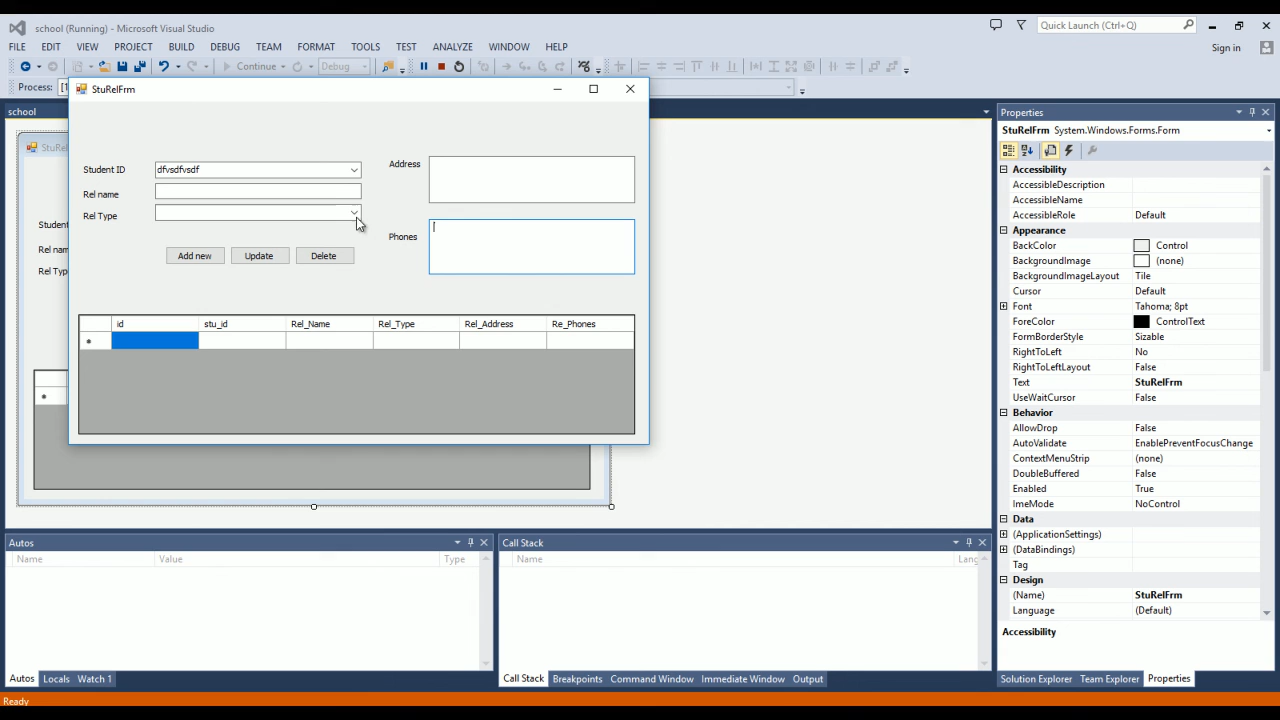 school (Running) - Microsoft Visual Studio
Quick Launch (Ctrl+Q)
FILE EDIT VIEW PROJECT BUILD DEBUG TEAM FORMAT TOOLS TEST ANALYZE WINDOW HELP
Sign in
Continue Debug
Process:
StuRelFrm
school
Student ID dfvsdfvsdf
Rel name
Rel Type
Address
Phones
Add new Update Delete
id stu_id Rel_Name Rel_Type Rel_Address Re_Phones
Properties
StuRelFrm System.Windows.Forms.Form
Accessibility
AccessibleDescription
AccessibleName
AccessibleRole Default
Appearance
BackColor Control
BackgroundImage (none)
BackgroundImageLayout Tile
Cursor Default
Font Tahoma; 8pt
ForeColor ControlText
FormBorderStyle Sizable
RightToLeft No
RightToLeftLayout False
Text StuRelFrm
UseWaitCursor False
Behavior
AllowDrop False
AutoValidate EnablePreventFocusChange
ContextMenuStrip (none)
DoubleBuffered False
Enabled True
ImeMode NoControl
Data
(ApplicationSettings)
(DataBindings)
Tag
Design
(Name) StuRelFrm
Language (Default)
Accessibility
Autos
Name Value Type
Call Stack
Name
Autos Locals Watch 1
Call Stack Breakpoints Command Window Immediate Window Output
Solution Explorer Team Explorer Properties
Ready